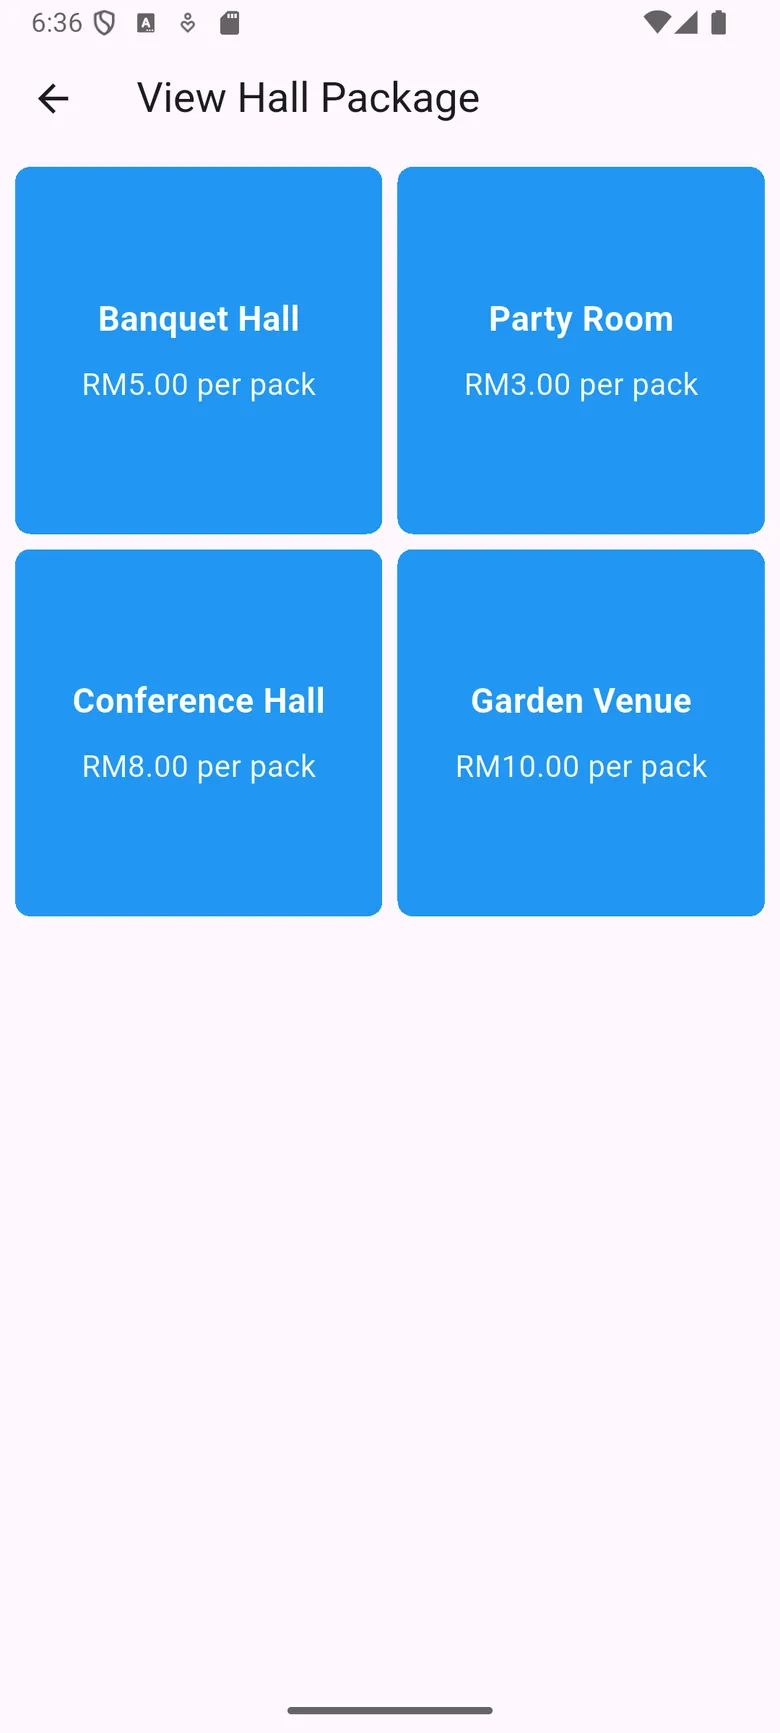 6:36
View Hall Package
Banquet Hall
RM5.00 per pack
Party Room
RM3.00 per pack
Conference Hall
RM8.00 per pack
Garden Venue
RM10.00 per pack